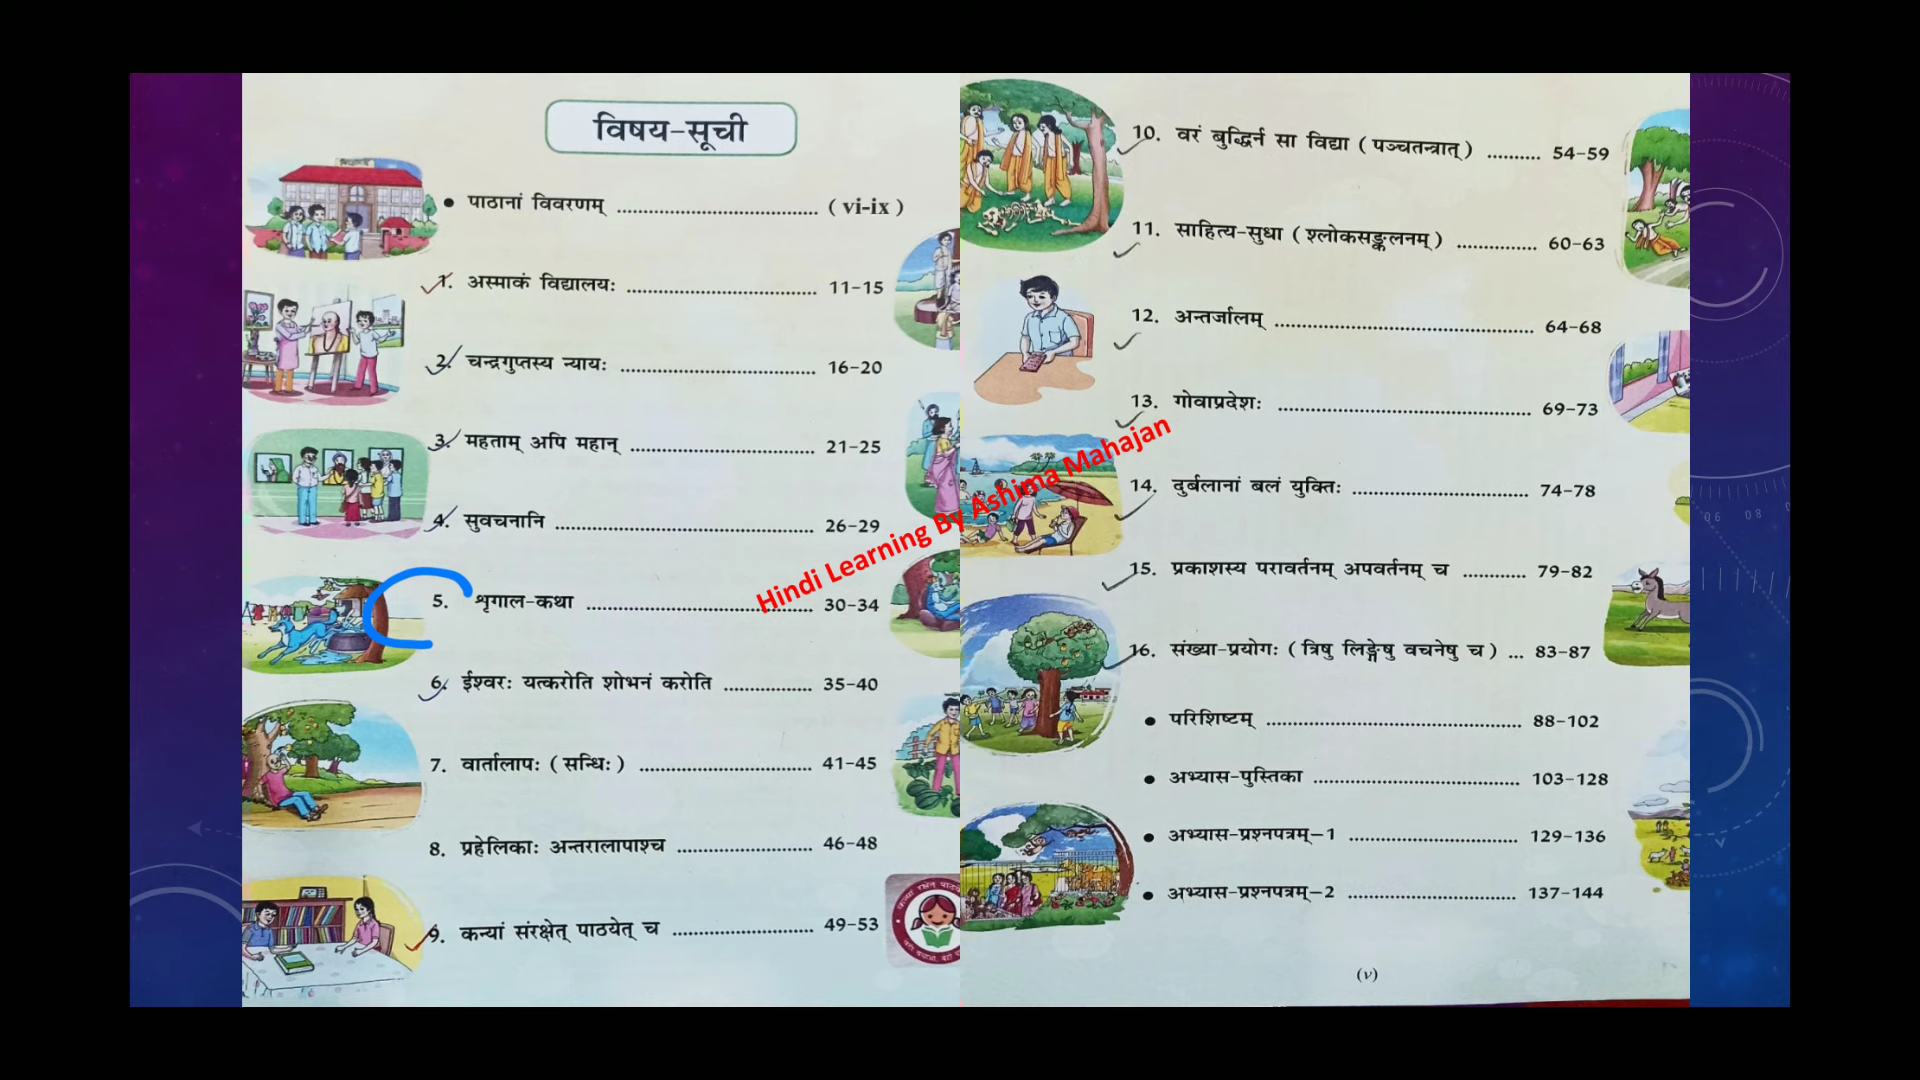 विषय-सूची
• पाठानां विवरणम् ( vi-ix )
1. अस्माकं विद्यालयः 11-15
2. चन्द्रगुप्तस्य न्यायः 16-20
3. महताम् अपि महान् 21-25
4. सुवचनानि 26-29
5. शृगाल-कथा 30-34
6. ईश्वरः यत्करोति शोभनं करोति 35-40
7. वार्तालापः ( सन्धिः ) 41-45
8. प्रहेलिकाः अन्तरालापाश्च 46-48
9. कन्यां संरक्षेत् पाठयेत् च 49-53
10. वरं बुद्धिर्न सा विद्या ( पञ्चतन्त्रात् ) 54-59
11. साहित्य-सुधा ( श्लोकसङ्कलनम् ) 60-63
12. अन्तर्जालम् 64-68
13. गोवाप्रदेशः 69-73
14. दुर्बलानां बलं युक्तिः 74-78
15. प्रकाशस्य परावर्तनम् अपवर्तनम् च 79-82
16. संख्या-प्रयोगः ( त्रिषु लिङ्गेषु वचनेषु च ) ... 83-87
• परिशिष्टम् 88-102
• अभ्यास-पुस्तिका 103-128
• अभ्यास-प्रश्नपत्रम्–1 129-136
• अभ्यास-प्रश्नपत्रम्–2 137-144
(v)
Hindi Learning By Ashima Mahajan